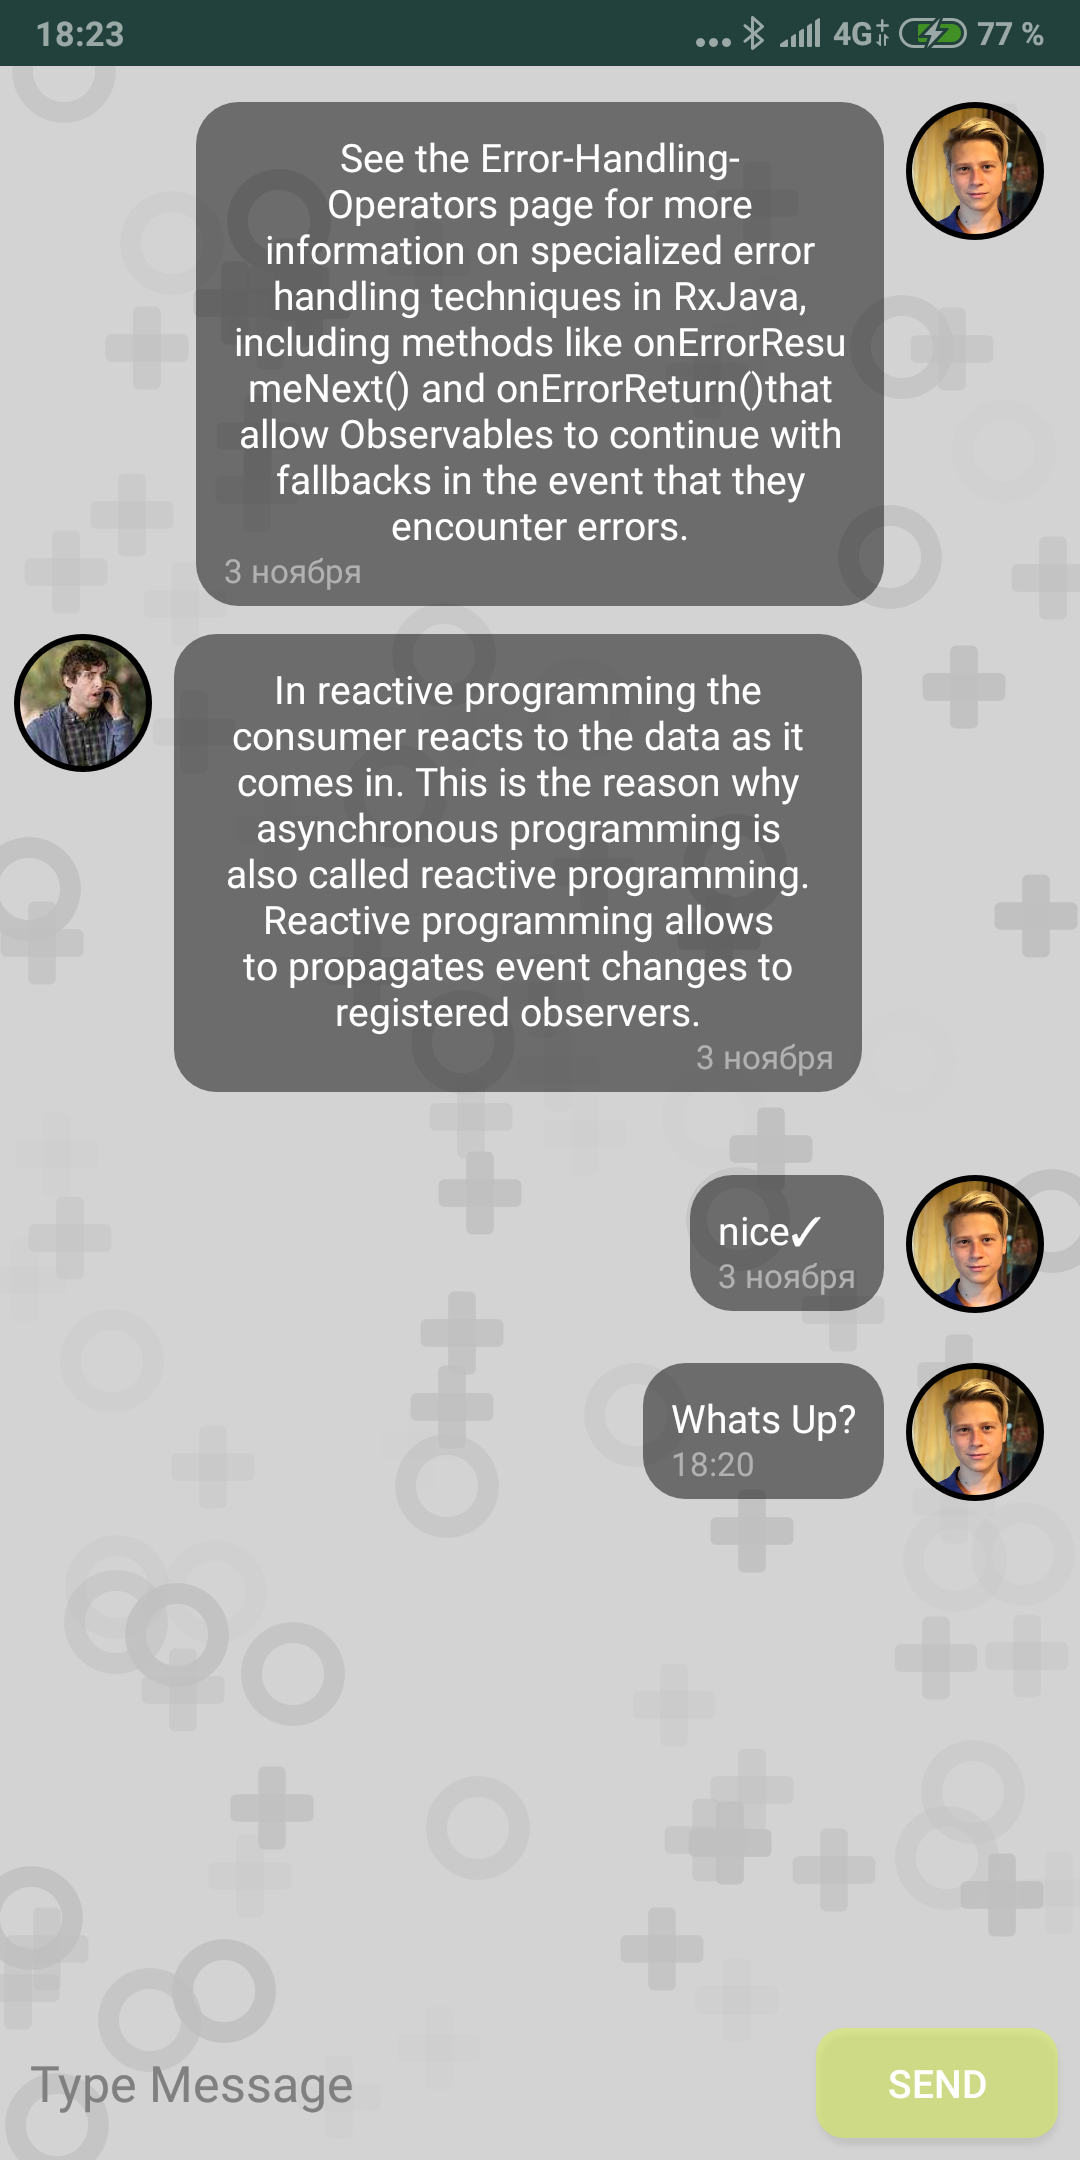 18:23
4G+ 77 %
See the Error-Handling-
Operators page for more
information on specialized error
handling techniques in RxJava,
including methods like onErrorResu
meNext() and onErrorReturn()that
allow Observables to continue with
fallbacks in the event that they
encounter errors.
3 ноября
In reactive programming the
consumer reacts to the data as it
comes in. This is the reason why
asynchronous programming is
also called reactive programming.
Reactive programming allows
to propagates event changes to
registered observers.
3 ноября
nice✓
3 ноября
Whats Up?
18:20
Type Message
SEND